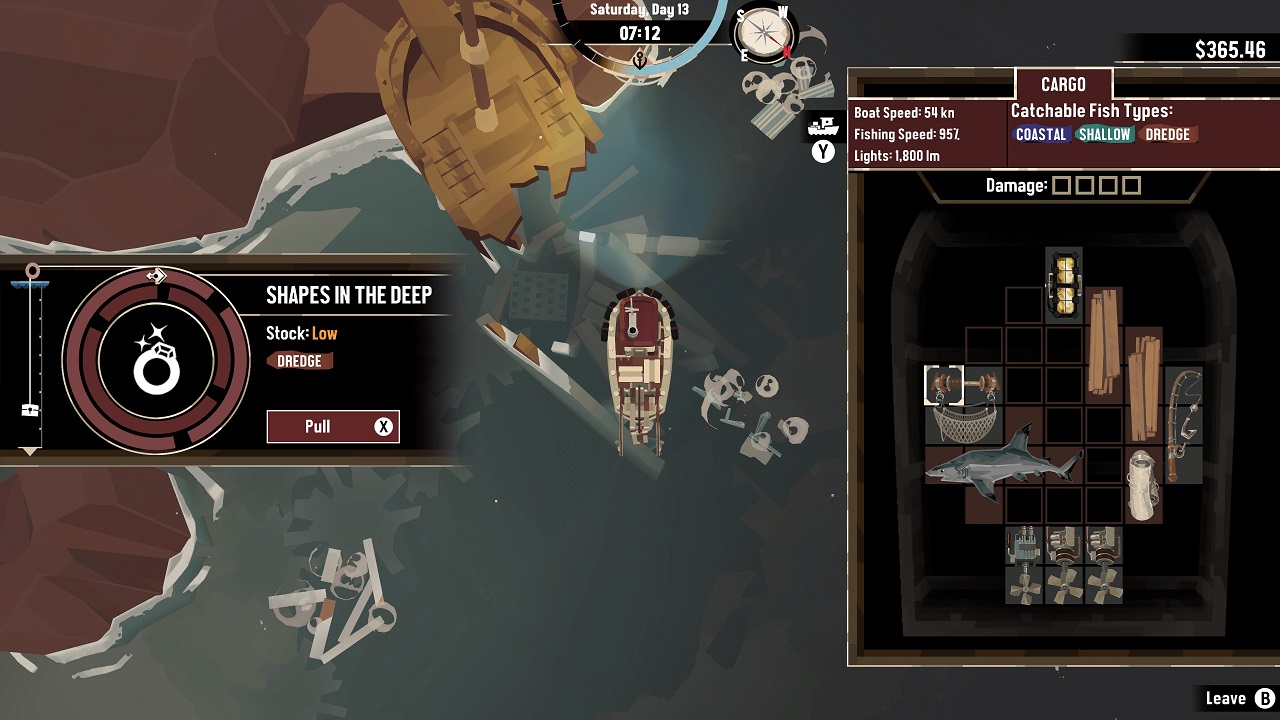 Saturday, Day 13
07:12
S
W
E
N
$365.46
CARGO
Boat Speed: 54 kn
Fishing Speed: 95%
Lights: 1,800 lm
Catchable Fish Types:
COASTAL SHALLOW DREDGE
Y
Damage:
SHAPES IN THE DEEP
Stock: Low
DREDGE
Pull X
Leave B